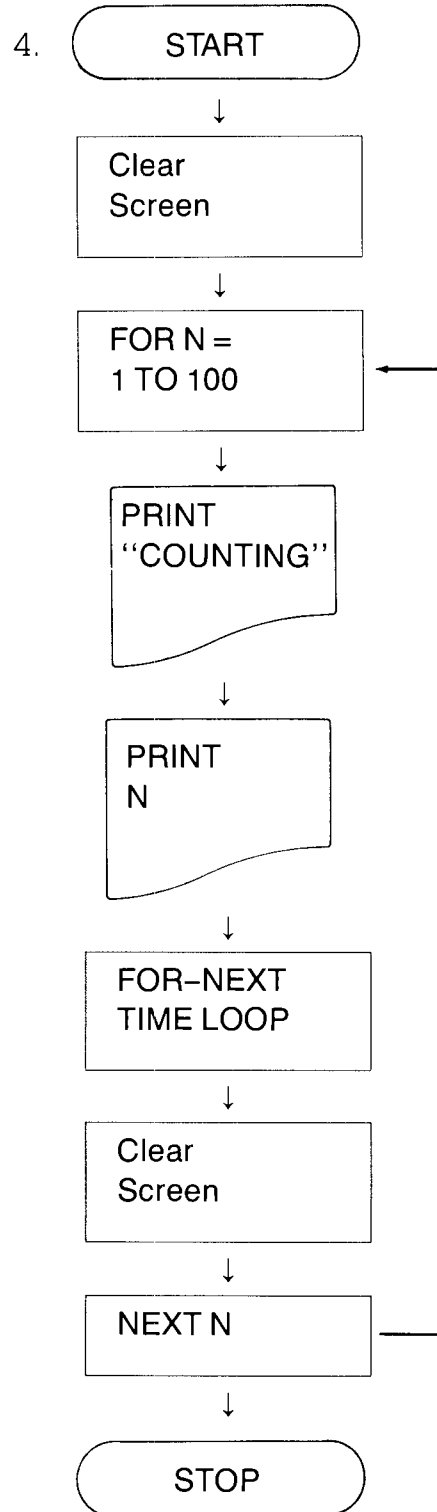 4.
START
Clear
Screen
FOR N =
1 TO 100
PRINT
‘‘COUNTING’’
PRINT
N
FOR–NEXT
TIME LOOP
Clear
Screen
NEXT N
STOP